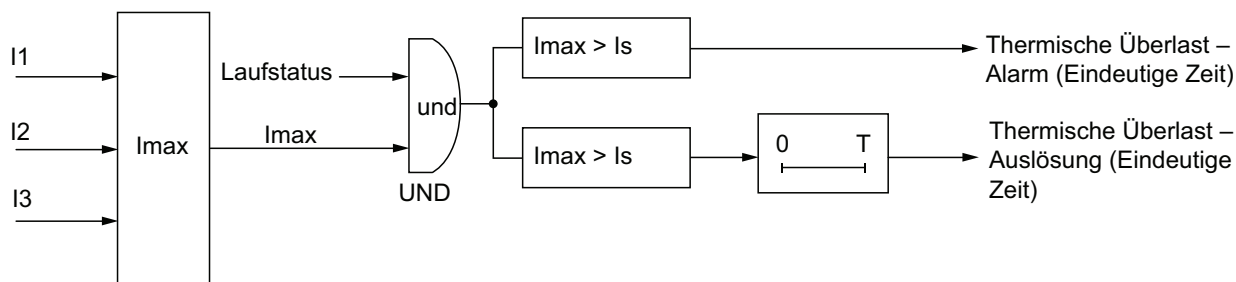 I1
I2
I3
Imax
Laufstatus
Imax
und
UND
Imax > Is
Imax > Is
0 T
Thermische Überlast –
Alarm (Eindeutige Zeit)
Thermische Überlast –
Auslösung (Eindeutige
Zeit)